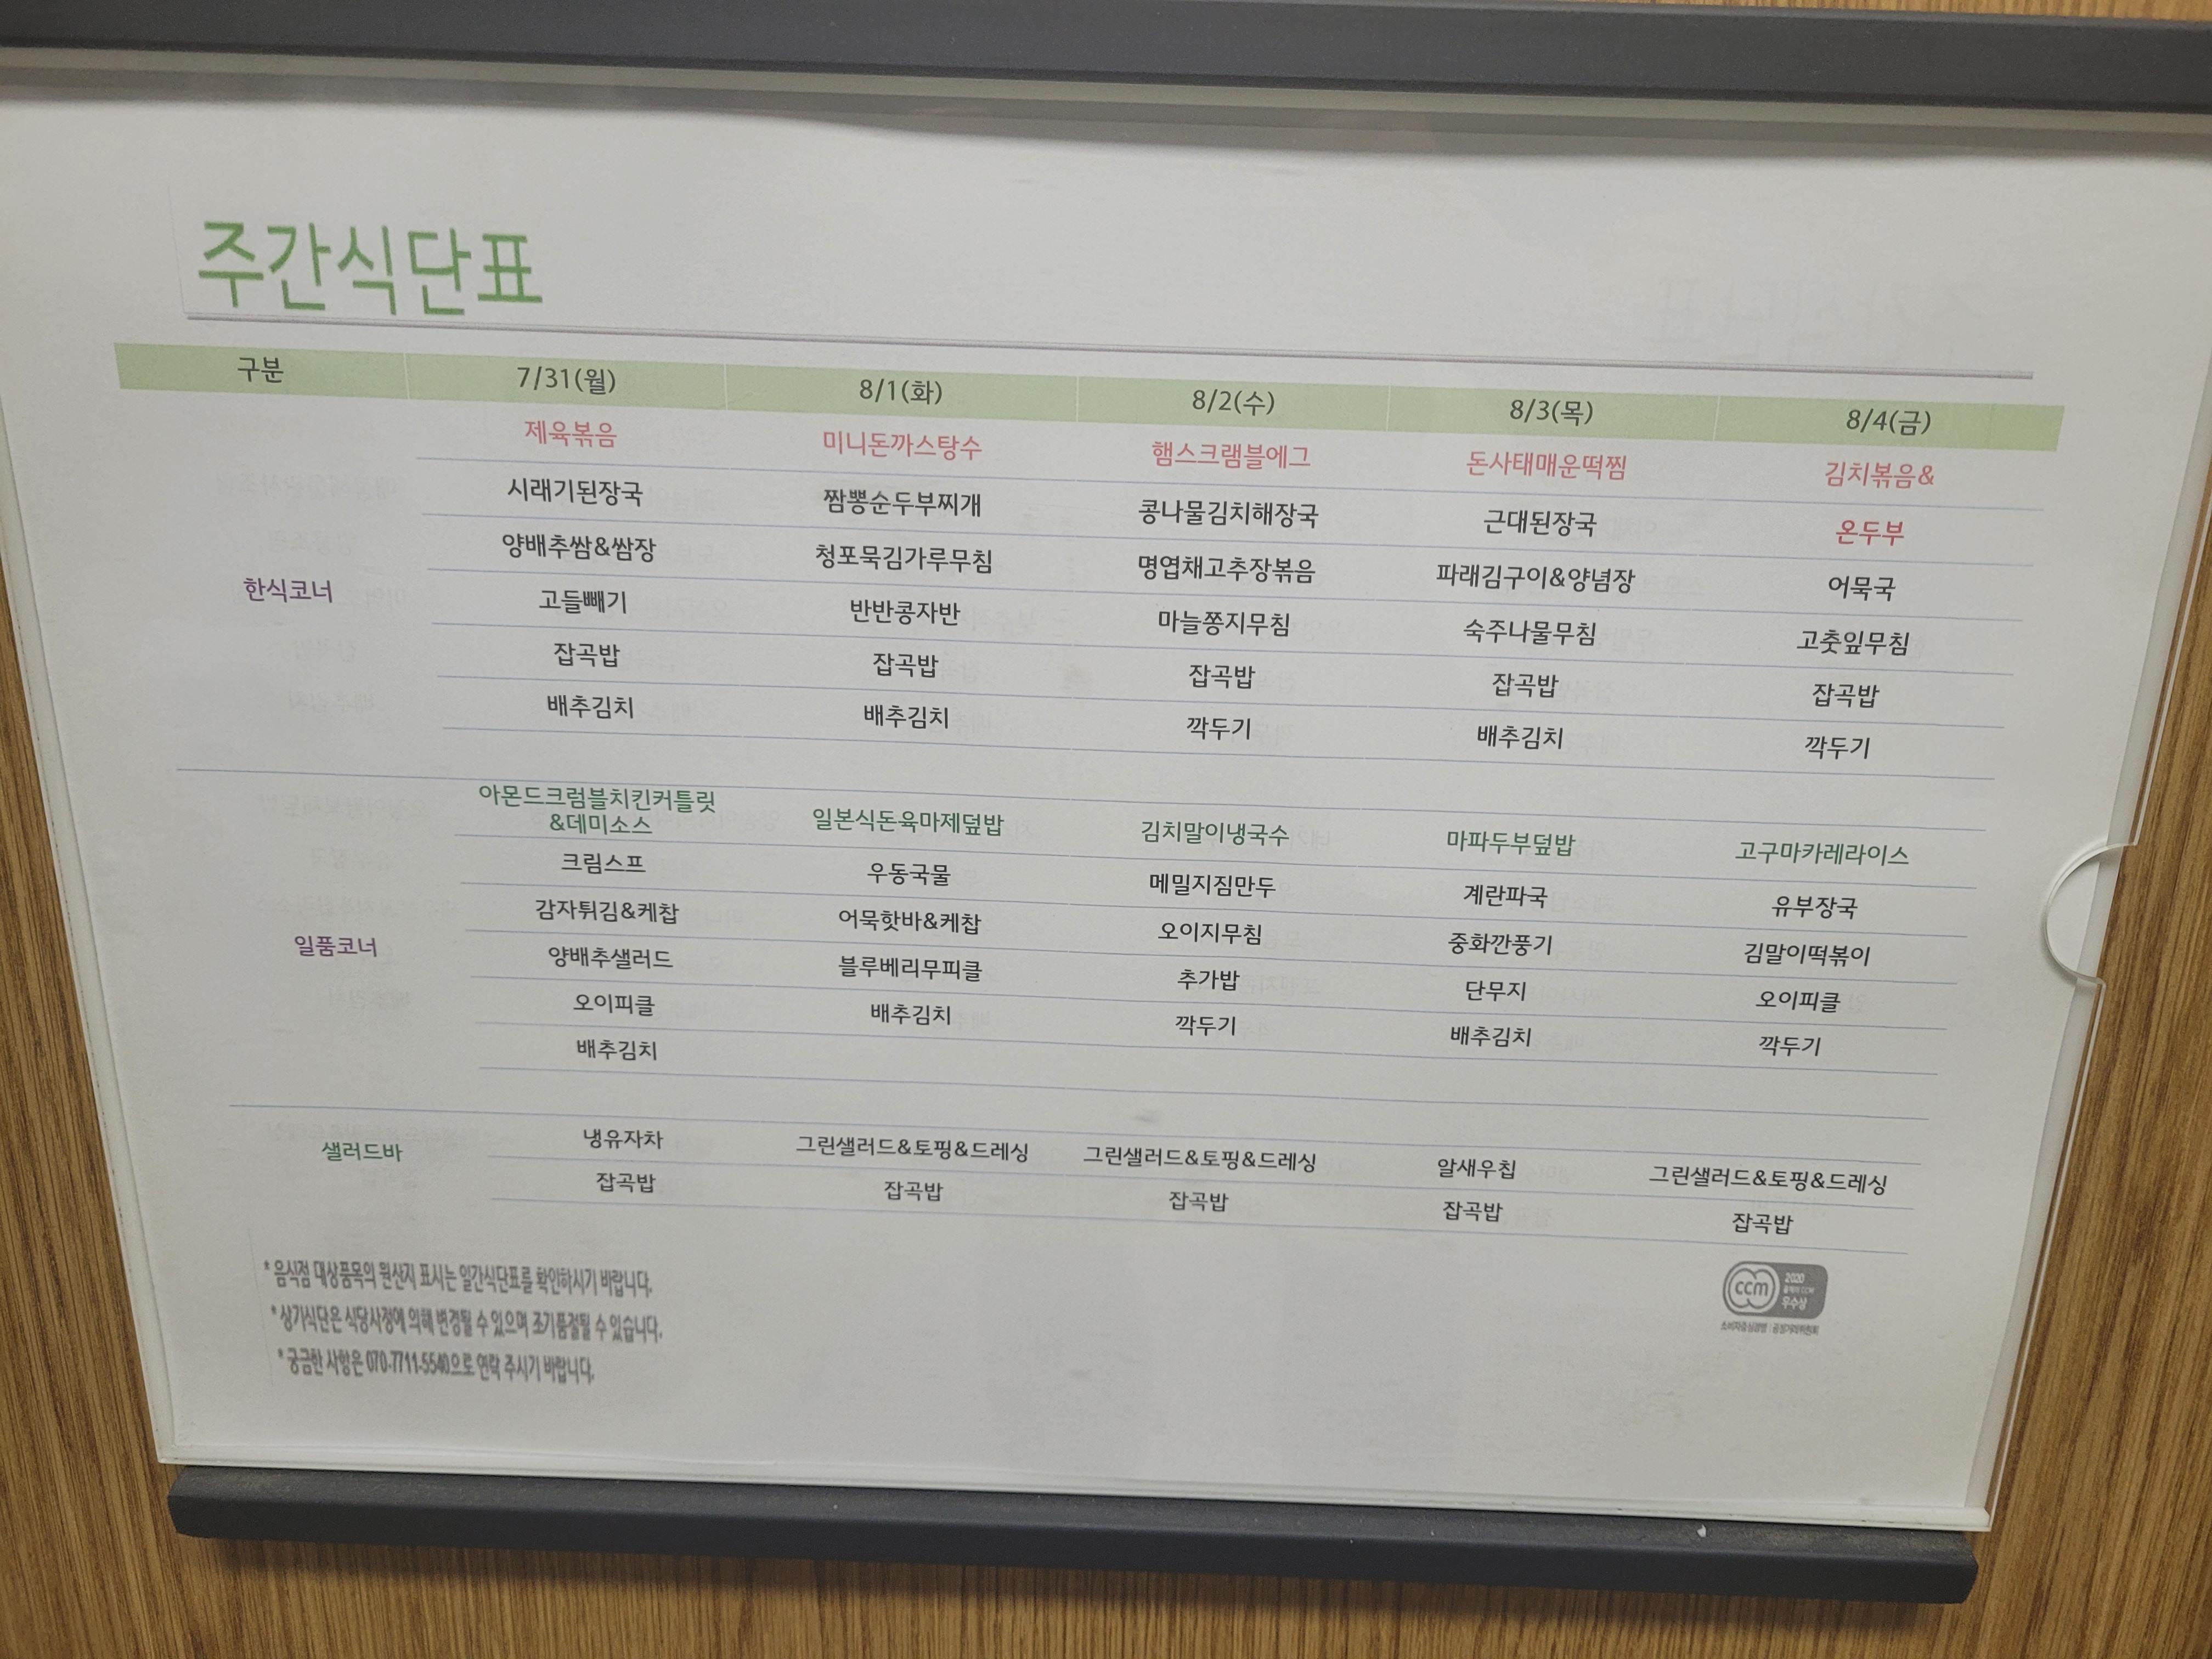 주간식단표
구분 7/31(월) 8/1(화) 8/2(수) 8/3(목) 8/4(금)
제육볶음 미니돈까스탕수 햄스크램블에그 돈사태매운떡찜 김치볶음&
시래기된장국 짬뽕순두부찌개 콩나물김치해장국 근대된장국 온두부
양배추쌈&쌈장 청포묵김가루무침 명엽채고추장볶음 파래김구이&양념장 어묵국
한식코너 고들빼기 반반콩자반 마늘쫑지무침 숙주나물무침 고춧잎무침
잡곡밥 잡곡밥 잡곡밥 잡곡밥 잡곡밥
배추김치 배추김치 깍두기 배추김치 깍두기
아몬드크럼블치킨커틀릿
&데미소스 일본식돈육마제덮밥 김치말이냉국수 마파두부덮밥 고구마카레라이스
크림스프 우동국물 메밀지짐만두 계란파국 유부장국
감자튀김&케찹 어묵핫바&케찹 오이지무침 중화깐풍기 김말이떡볶이
일품코너 양배추샐러드 블루베리무피클 추가밥 단무지 오이피클
오이피클 배추김치 깍두기 배추김치 깍두기
배추김치
샐러드바 냉유자차 그린샐러드&토핑&드레싱 그린샐러드&토핑&드레싱 알새우칩 그린샐러드&토핑&드레싱
잡곡밥 잡곡밥 잡곡밥 잡곡밥 잡곡밥
* 음식점 대상품목의 원산지 표시는 일간식단표를 확인하시기 바랍니다.
* 상기식단은 식당사정에 의해 변경될 수 있으며 조기품절될 수 있습니다.
* 궁금한 사항은 070-7711-5540으로 연락 주시기 바랍니다.
ccm 2020
우수상
소비자중심경영 공정거래위원회